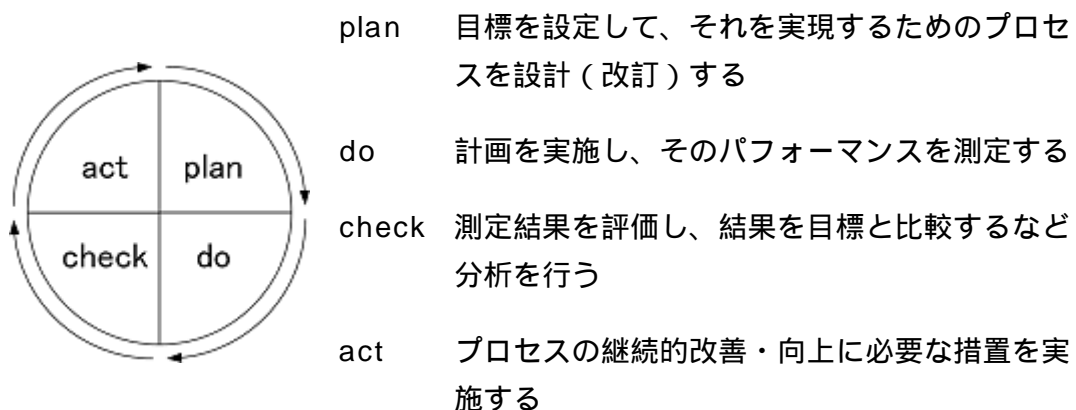 act
plan
check
do
plan 目標を設定して、それを実現するためのプロセ
スを設計(改訂)する
do 計画を実施し、そのパフォーマンスを測定する
check 測定結果を評価し、結果を目標と比較するなど
分析を行う
act プロセスの継続的改善・向上に必要な措置を実
施する